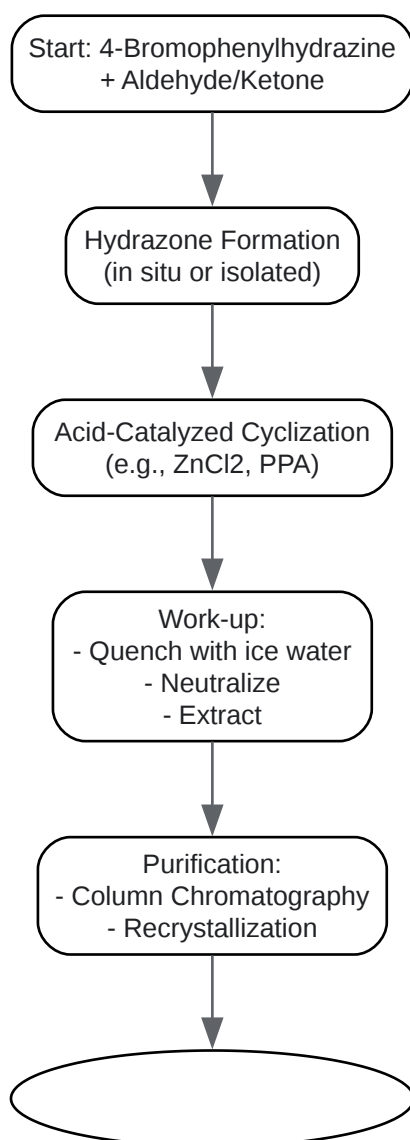 Start: 4-Bromophenylhydrazine
+ Aldehyde/Ketone
Hydrazone Formation
(in situ or isolated)
Acid-Catalyzed Cyclization
(e.g., ZnCl2, PPA)
Work-up:
- Quench with ice water
- Neutralize
- Extract
Purification:
- Column Chromatography
- Recrystallization